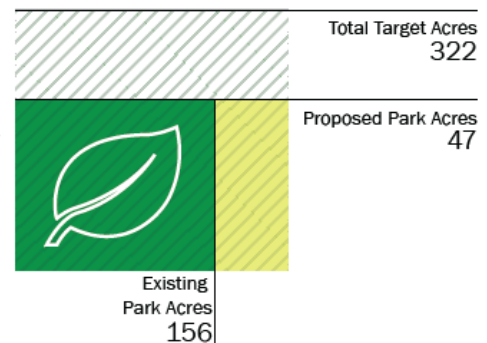 Total Target Acres
322
Proposed Park Acres
47
Existing
Park Acres
156